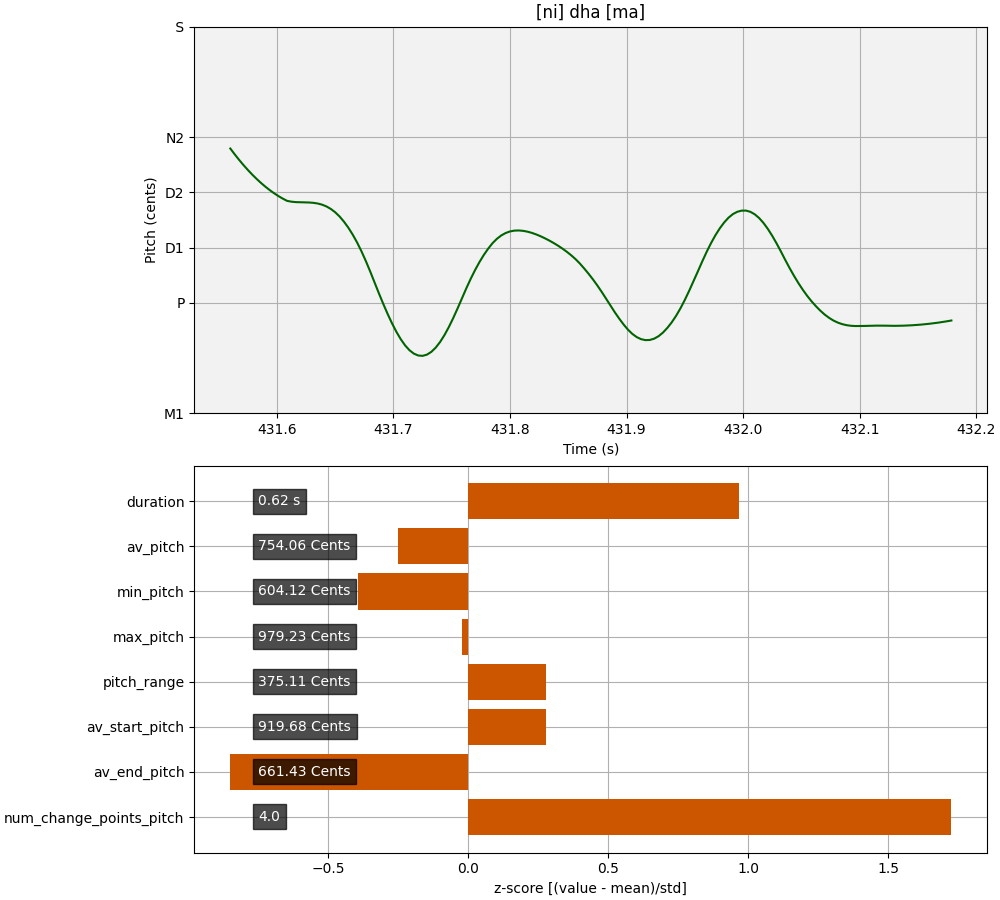 [ni] dha [ma]
S
N2
D2
D1
P
M1
Pitch (cents)
431.6 431.7 431.8 431.9 432.0 432.1 432.2
Time (s)
duration 0.62 s
av_pitch 754.06 Cents
min_pitch 604.12 Cents
max_pitch 979.23 Cents
pitch_range 375.11 Cents
av_start_pitch 919.68 Cents
av_end_pitch 661.43 Cents
num_change_points_pitch 4.0
−0.5 0.0 0.5 1.0 1.5
z-score [(value - mean)/std]